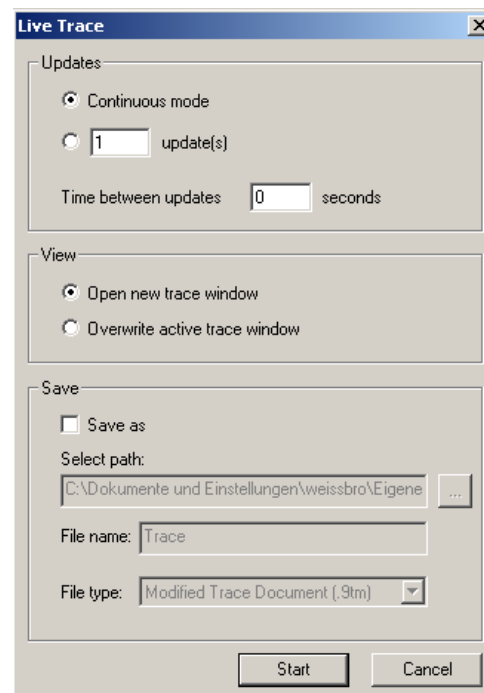 Live Trace
Updates
Continuous mode
1 update(s)
Time between updates 0 seconds
View
Open new trace window
Overwrite active trace window
Save
Save as
Select path:
C:\Dokumente und Einstellungen\weissbro\Eigene ...
File name: Trace
File type: Modified Trace Document (.9tm)
Start Cancel